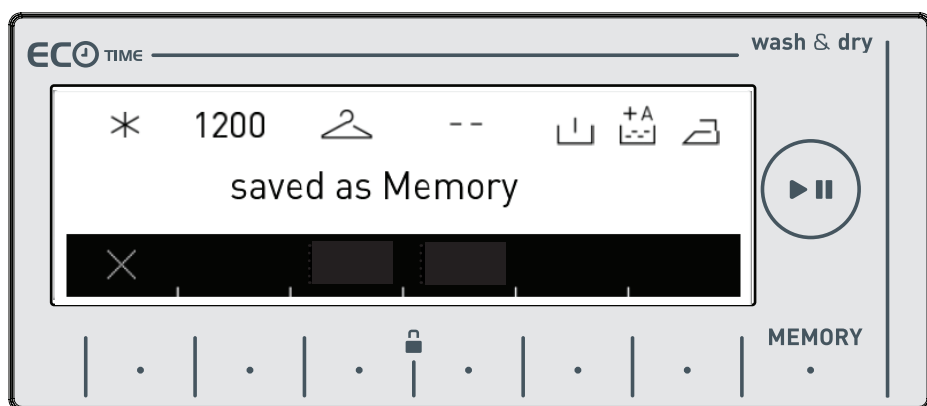 wash & dry
ECO TIME
1200 -- +A
saved as Memory
MEMORY